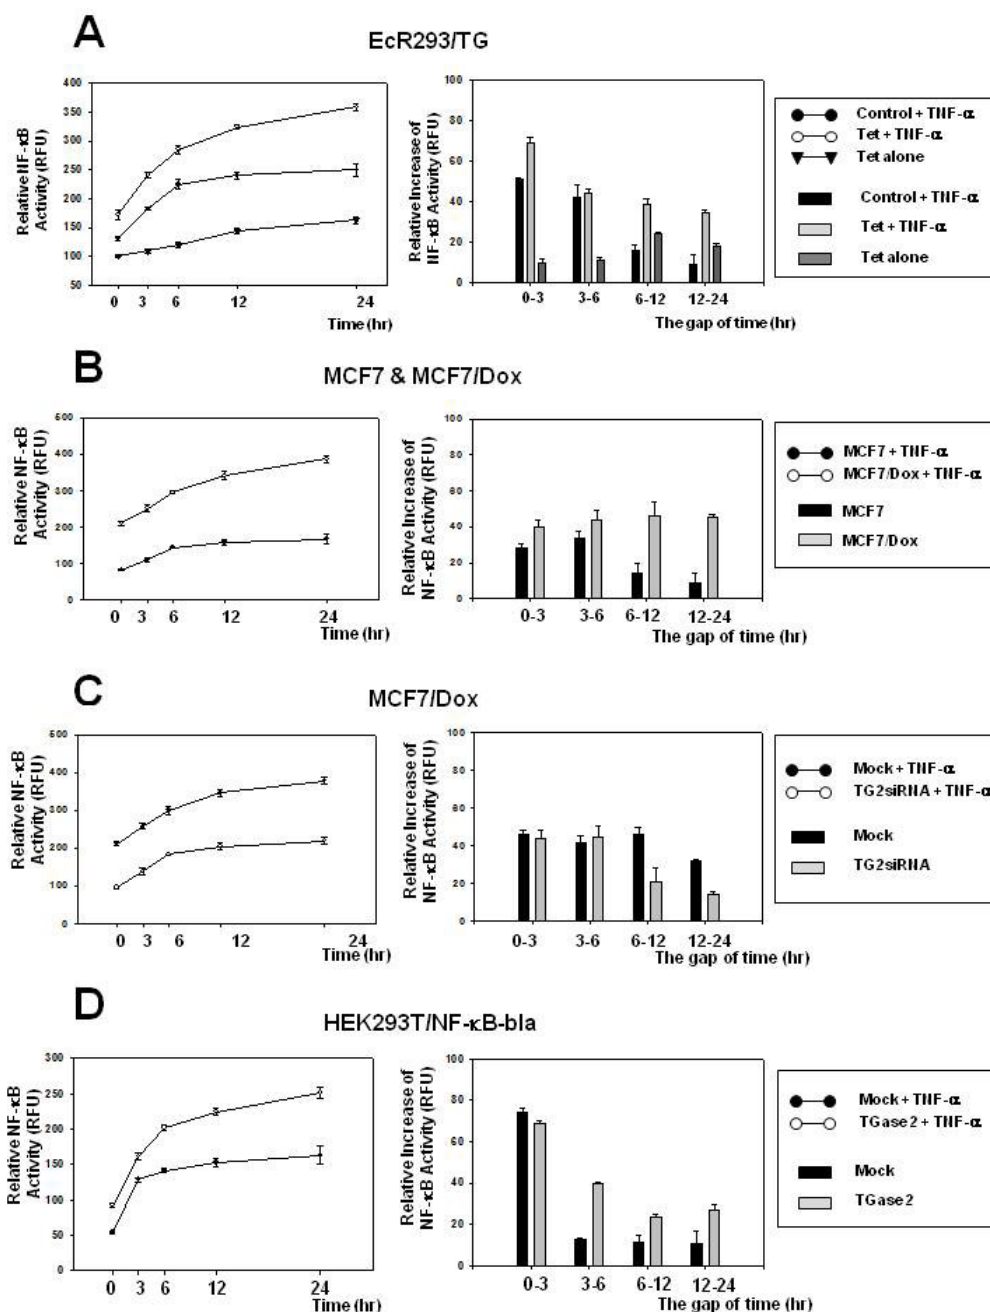 A
EcR293/TG
Relative NF-κB
Activity (RFU)
400
350
300
250
200
150
100
50
0 3 6 12 24
Time (hr)
Relative Increase of
NF-κB Activity (RFU)
100
80
60
40
20
0
0-3 3-6 6-12 12-24
The gap of time (hr)
Control + TNF-α
Tet + TNF-α
Tet alone
Control + TNF-α
Tet + TNF-α
Tet alone
B
MCF7 & MCF7/Dox
Relative NF-κB
Activity (RFU)
500
400
300
200
100
0
0 3 6 12 24
Time (hr)
Relative Increase of
NF-κB Activity (RFU)
100
80
60
40
20
0
0-3 3-6 6-12 12-24
The gap of time (hr)
MCF7 + TNF-α
MCF7/Dox + TNF-α
MCF7
MCF7/Dox
C
MCF7/Dox
Relative NF-κB
Activity (RFU)
500
400
300
200
100
0
0 3 6 12 24
Time (hr)
Relative Increase of
NF-κB Activity (RFU)
100
80
60
40
20
0
0-3 3-6 6-12 12-24
The gap of time (hr)
Mock + TNF-α
TG2siRNA + TNF-α
Mock
TG2siRNA
D
HEK293T/NF-κB-bla
Relative NF-κB
Activity (RFU)
300
250
200
150
100
50
0
0 3 6 12 24
Time (hr)
Relative Increase of
NF-κB Activity (RFU)
100
80
60
40
20
0
0-3 3-6 6-12 12-24
The gap of time (hr)
Mock + TNF-α
TGase2 + TNF-α
Mock
TGase2